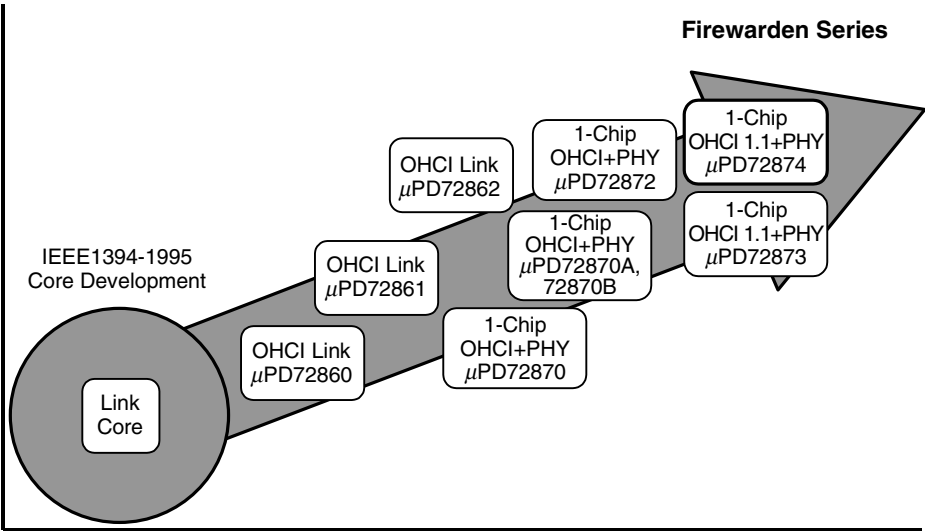 Firewarden Series
1-Chip
OHCI 1.1+PHY
μPD72874
1-Chip
OHCI+PHY
μPD72872
OHCI Link
μPD72862
1-Chip
OHCI 1.1+PHY
μPD72873
1-Chip
OHCI+PHY
μPD72870A,
72870B
IEEE1394-1995
Core Development
OHCI Link
μPD72861
1-Chip
OHCI+PHY
μPD72870
OHCI Link
μPD72860
Link
Core